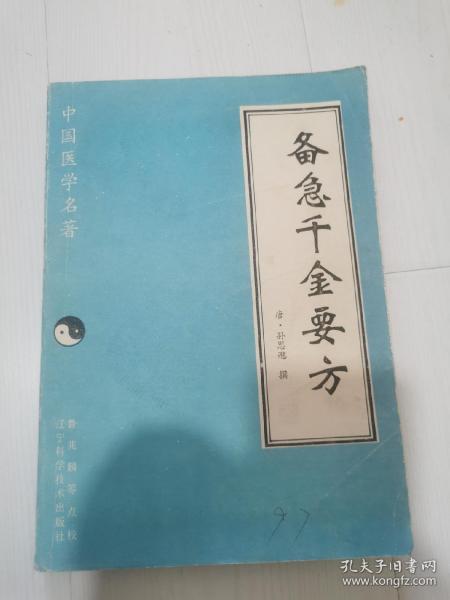 备急千金要方
唐·孙思邈 撰
中国医学名著
鲁兆麟等点校
辽宁科学技术出版社
97
孔夫子旧书网
www.kongfz.com